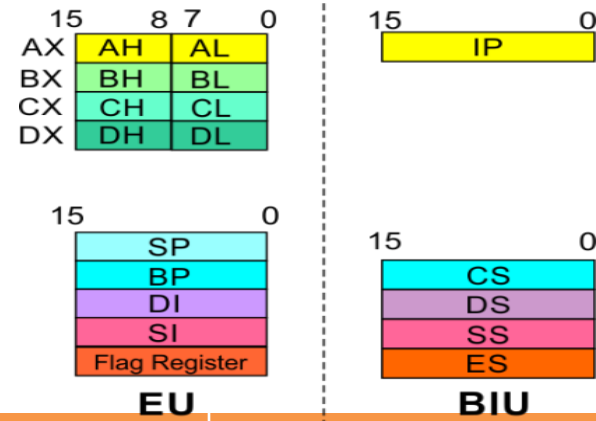 15 8 7 0
AX AH AL
BX BH BL
CX CH CL
DX DH DL
15 0
SP
BP
DI
SI
Flag Register
EU
15 0
IP
15 0
CS
DS
SS
ES
BIU